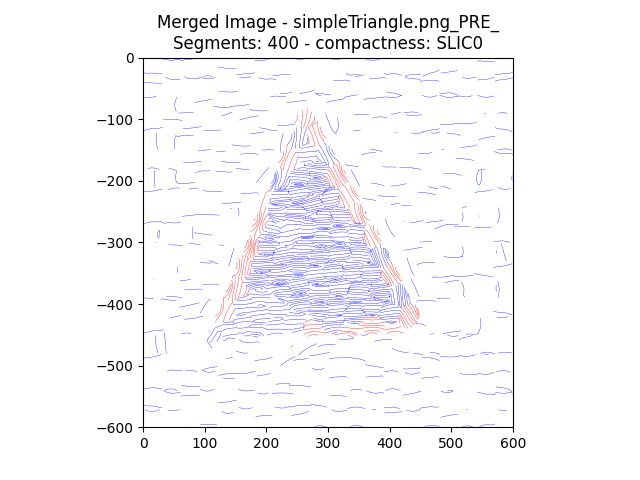 Merged Image - simpleTriangle.png_PRE_
Segments: 400 - compactness: SLIC0
0
−100
−200
−300
−400
−500
−600
0 100 200 300 400 500 600